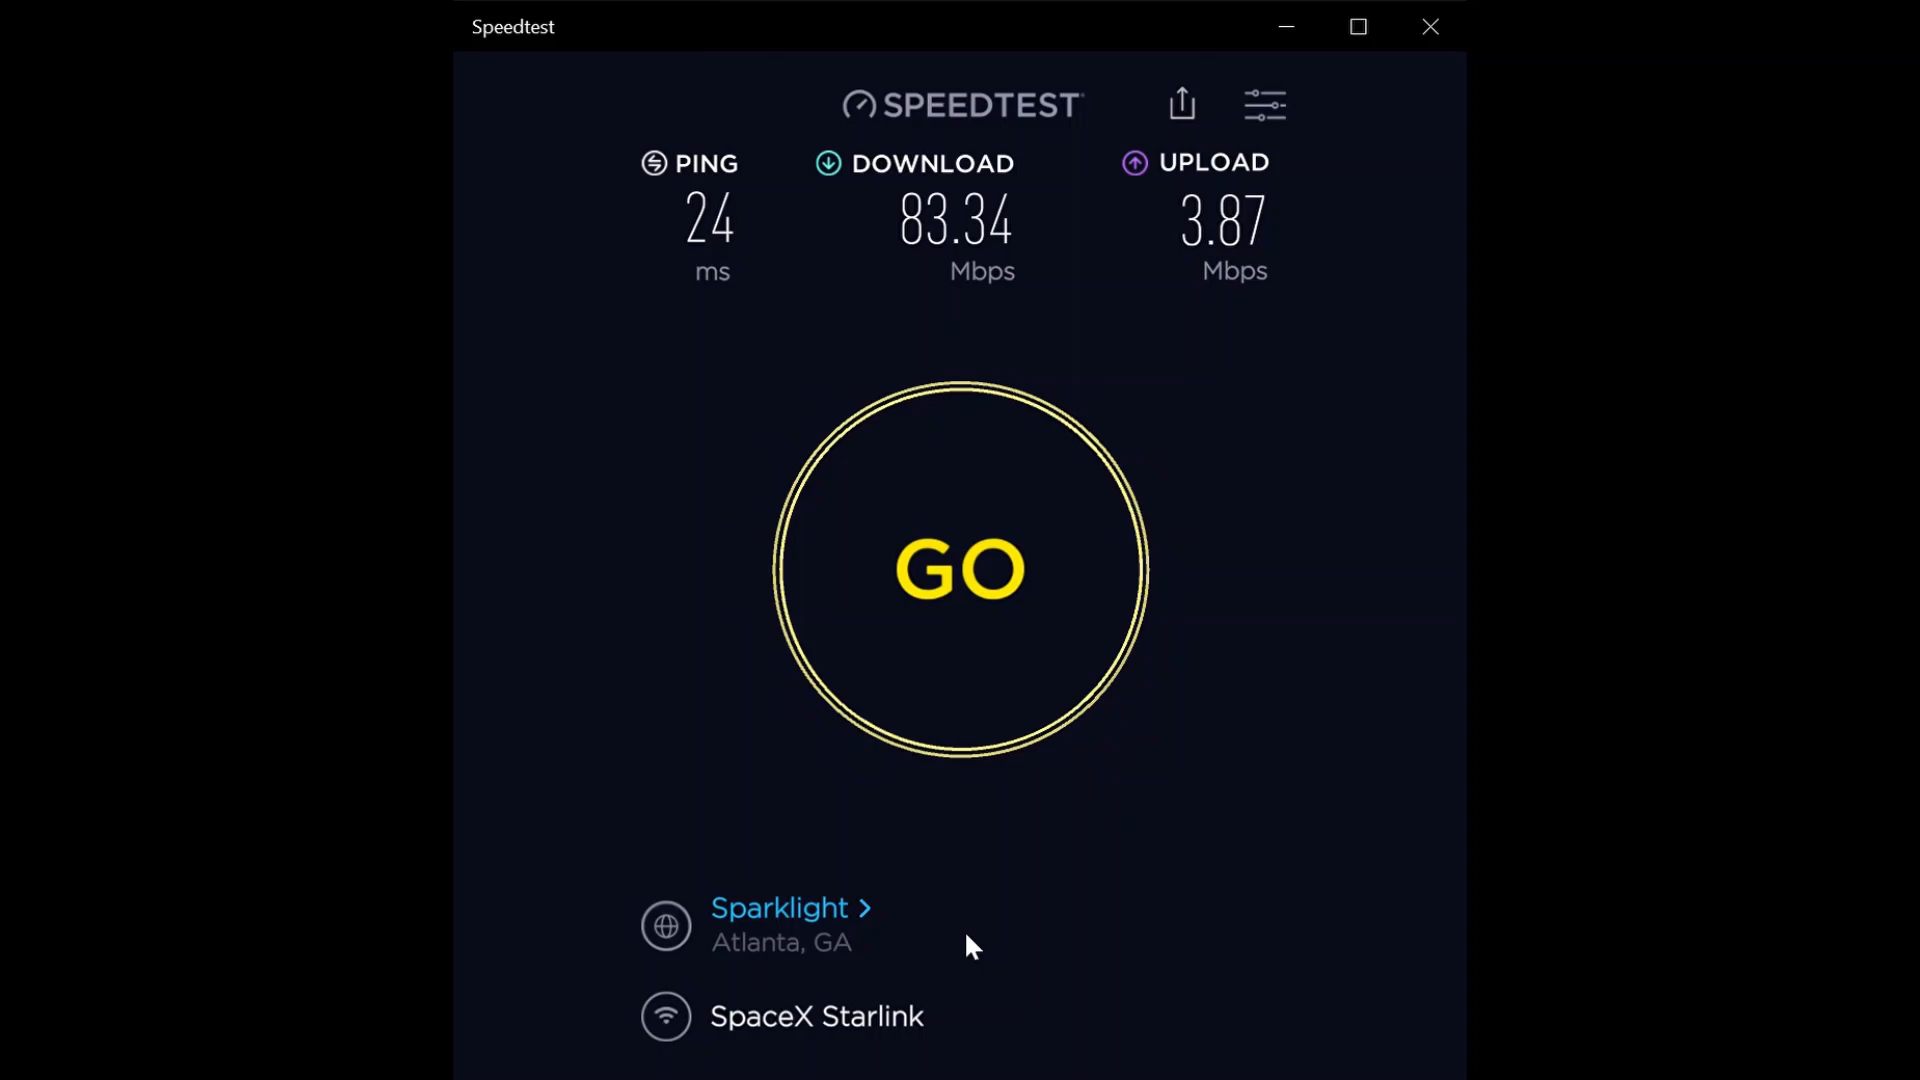 Speedtest
SPEEDTEST
PING DOWNLOAD UPLOAD
24 83.34 3.87
ms Mbps Mbps
GO
Sparklight >
Atlanta, GA
SpaceX Starlink